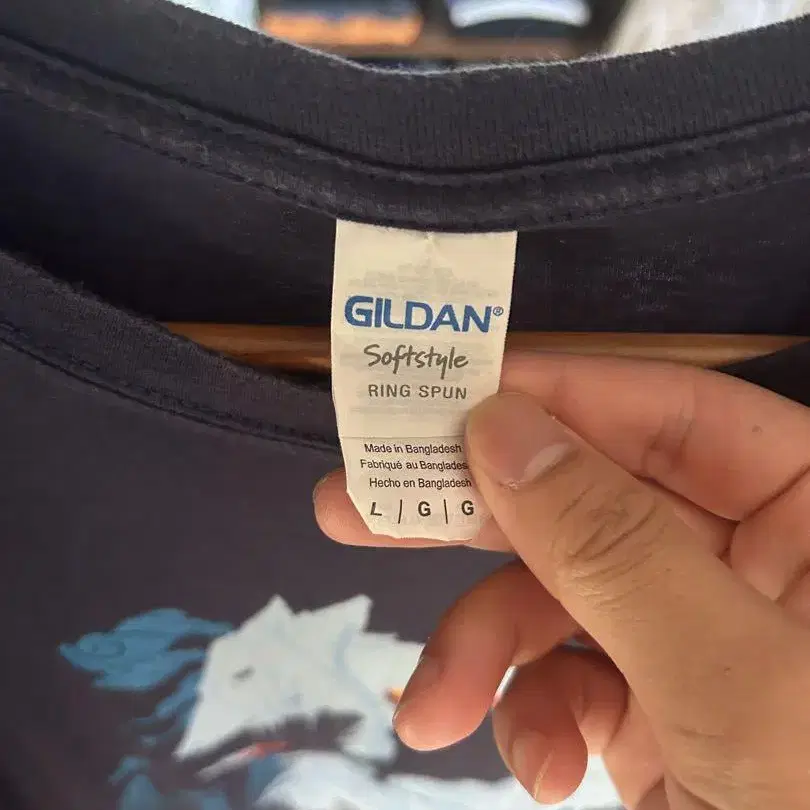 GILDAN®
Softstyle
RING SPUN
Made in Bangladesh
Fabriqué au Banglades
Hecho en Bangladesh
L | G | G